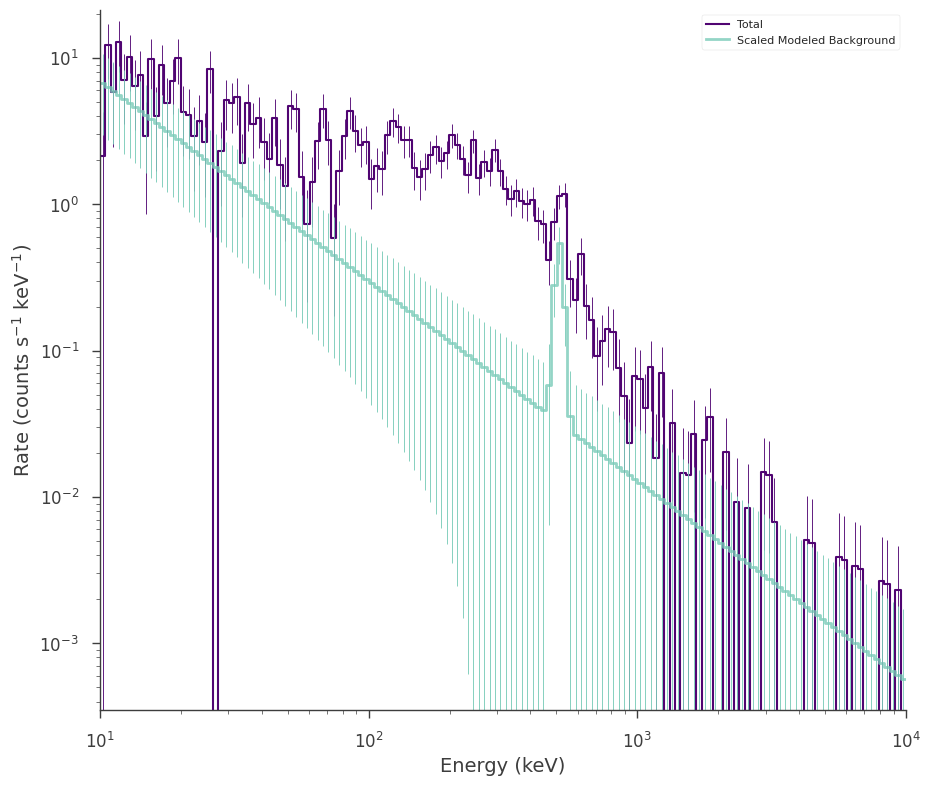 Total
Scaled Modeled Background
Rate (counts s⁻¹ keV⁻¹)
10¹
10⁰
10⁻¹
10⁻²
10⁻³
10¹ 10² 10³ 10⁴
Energy (keV)